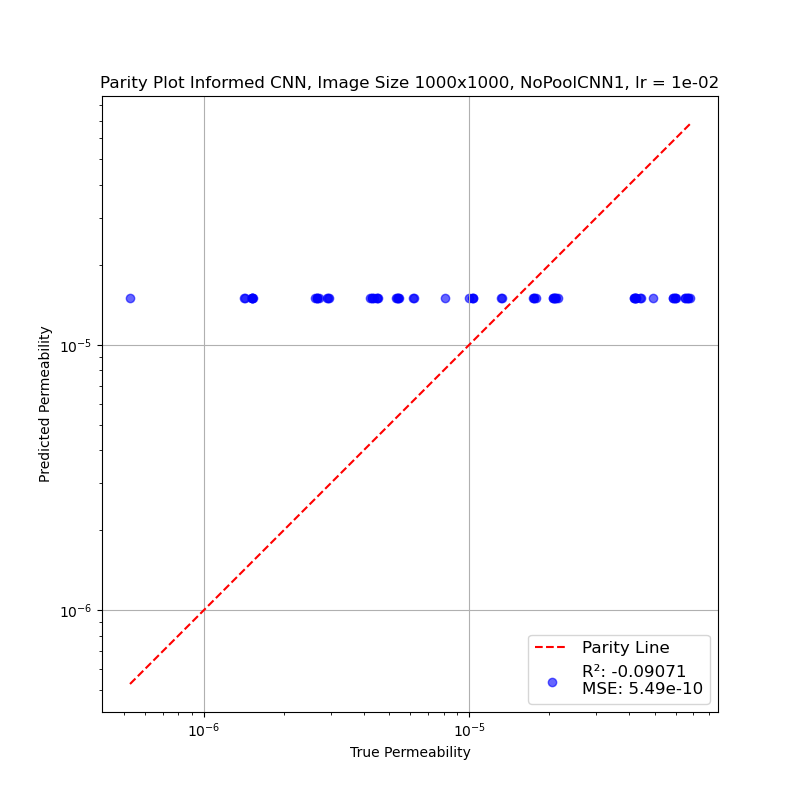 Parity Plot Informed CNN, Image Size 1000x1000, NoPoolCNN1, lr = 1e-02
Predicted Permeability
10⁻⁵
10⁻⁶
Parity Line
R²: -0.09071
MSE: 5.49e-10
10⁻⁶
10⁻⁵
True Permeability